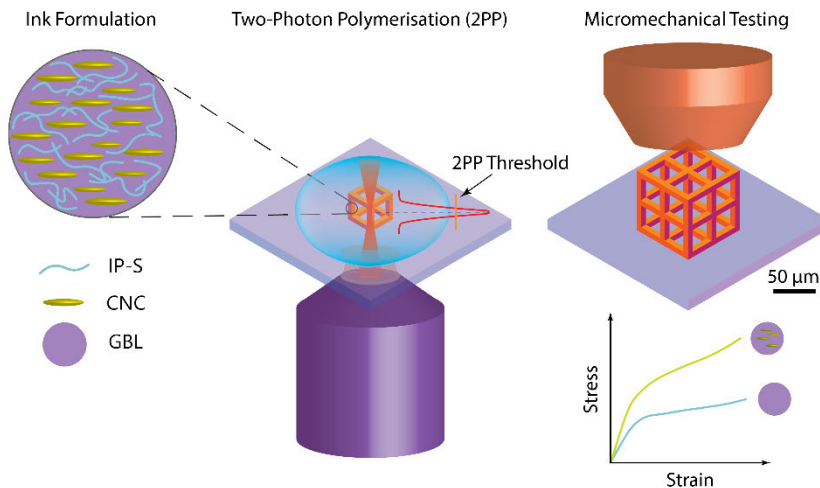 Ink Formulation
Two-Photon Polymerisation (2PP)
Micromechanical Testing
2PP Threshold
IP-S
CNC
GBL
50 μm
Stress
Strain